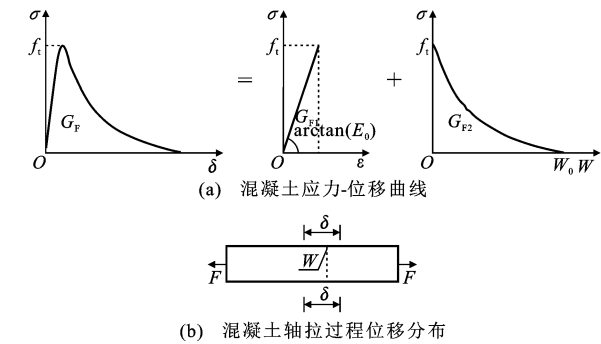 σ
f_t
G_F
O
δ
=
σ
f_t
G_F1
arctan(E_0)
O
ε
+
σ
f_t
G_F2
O
W_0 W
(a) 混凝土应力-位移曲线
δ
F
W
F
δ
(b) 混凝土轴拉过程位移分布